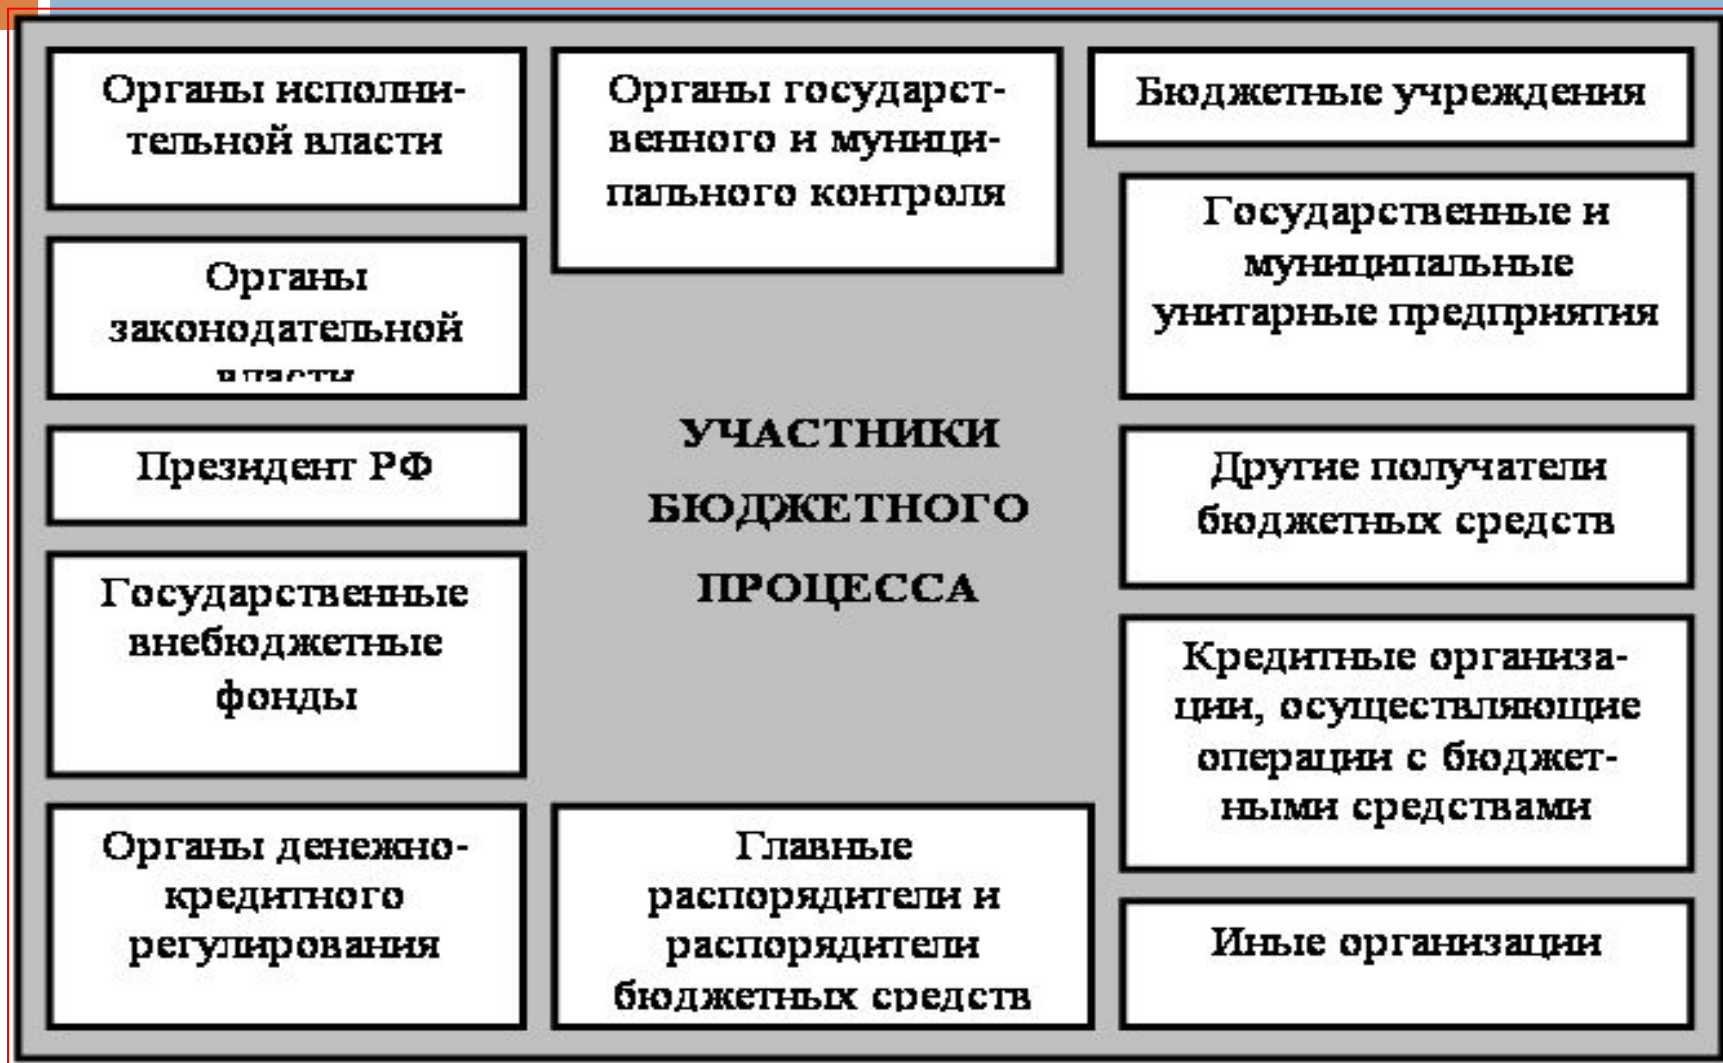 Органы исполни-
тельной власти
Органы
законодательной
власти
Президент РФ
Государственные
внебюджетные
фонды
Органы денежно-
кредитного
регулирования
Органы государст-
венного и муници-
пального контроля
УЧАСТНИКИ
БЮДЖЕТНОГО
ПРОЦЕССА
Главные
распорядители и
распорядители
бюджетных средств
Бюджетные учреждения
Государственные и
муниципальные
унитарные предприятия
Другие получатели
бюджетных средств
Кредитные организа-
ции, осуществляющие
операции с бюджет-
ными средствами
Иные организации